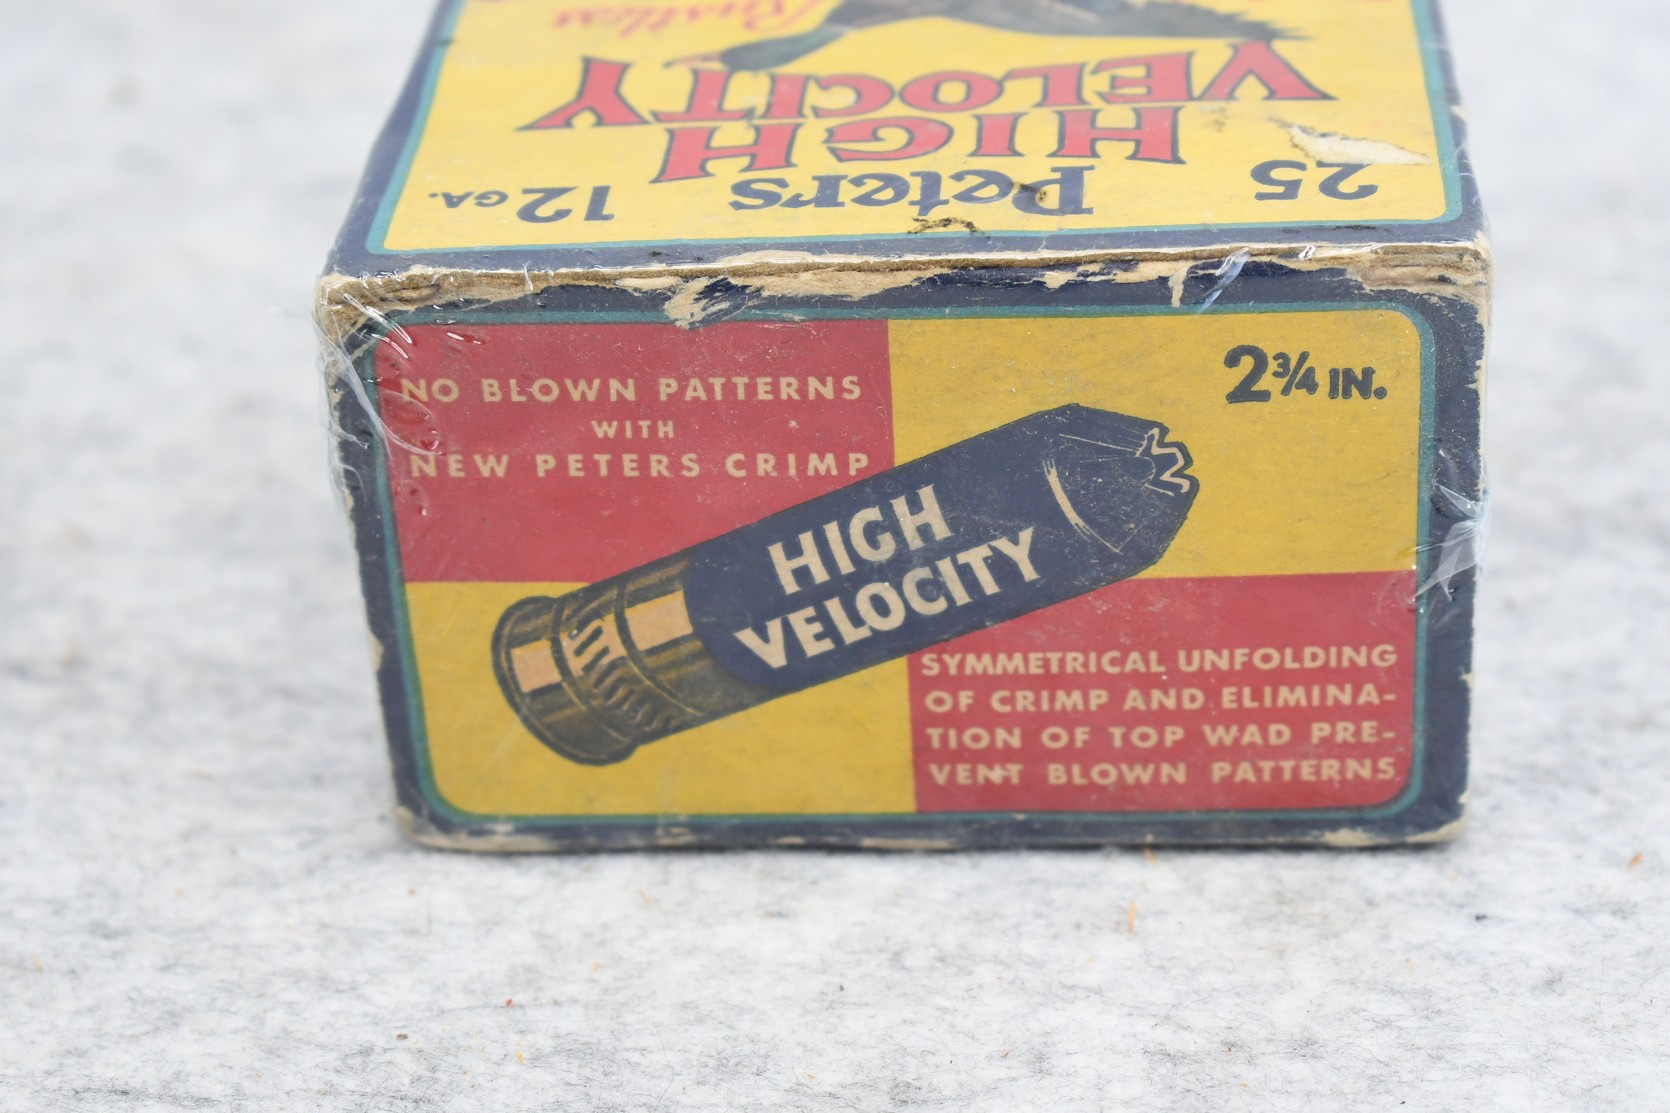 Rustless
HIGH
VELOCITY
Peters
12 GA.
25
NO BLOWN PATTERNS
WITH
NEW PETERS CRIMP
2¾ IN.
HIGH
VELOCITY
SYMMETRICAL UNFOLDING
OF CRIMP AND ELIMINA-
TION OF TOP WAD PRE-
VENT BLOWN PATTERNS